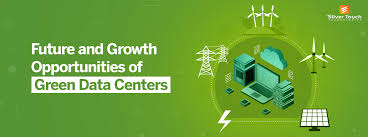 Silver Touch
Future and Growth
Opportunities of
Green Data Centers